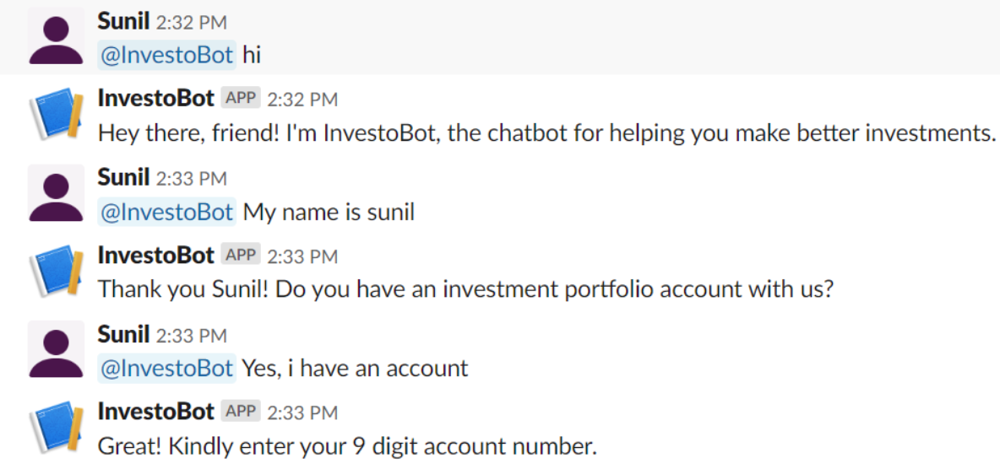 Sunil 2:32 PM
@InvestoBot hi
InvestoBot APP 2:32 PM
Hey there, friend! I'm InvestoBot, the chatbot for helping you make better investments.
Sunil 2:33 PM
@InvestoBot My name is sunil
InvestoBot APP 2:33 PM
Thank you Sunil! Do you have an investment portfolio account with us?
Sunil 2:33 PM
@InvestoBot Yes, i have an account
InvestoBot APP 2:33 PM
Great! Kindly enter your 9 digit account number.